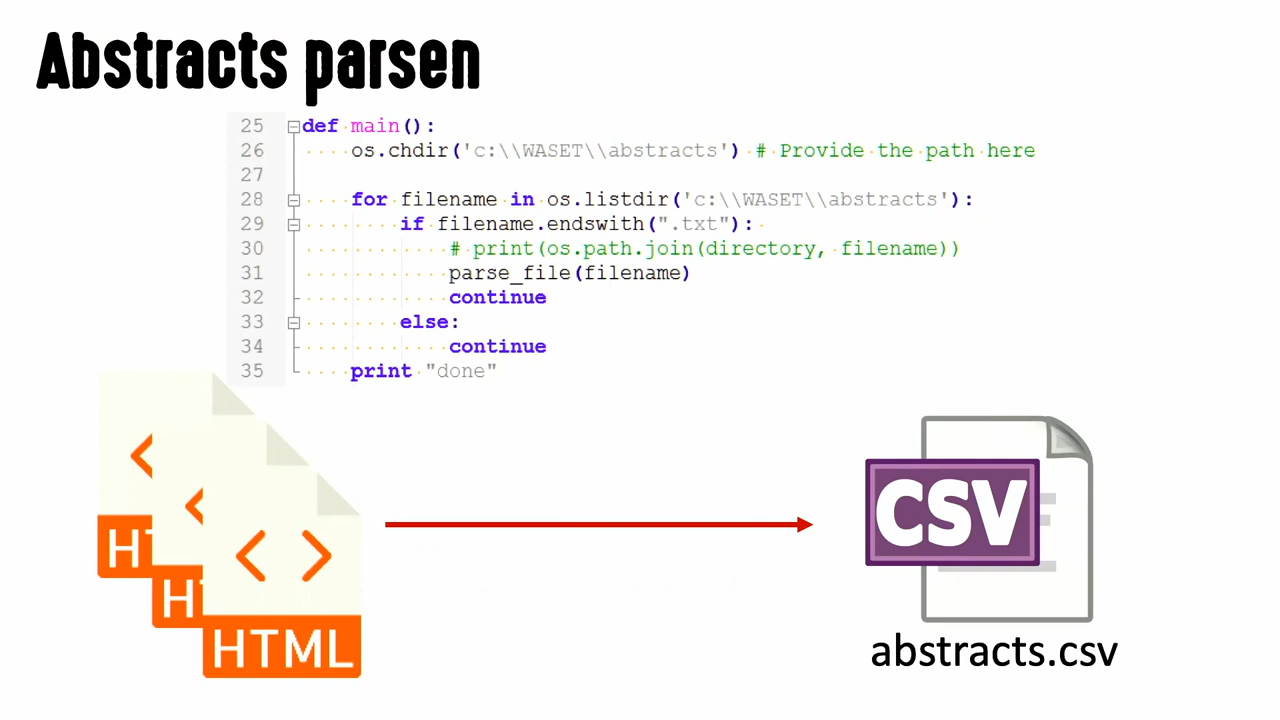 Abstracts parsen
25 def main():
26 os.chdir('c:\\WASET\\abstracts') # Provide the path here
27
28 for filename in os.listdir('c:\\WASET\\abstracts'):
29 if filename.endswith(".txt"):
30 # print(os.path.join(directory, filename))
31 parse_file(filename)
32 continue
33 else:
34 continue
35 print "done"
< 
H
<
H
< >
HTML
CSV
abstracts.csv